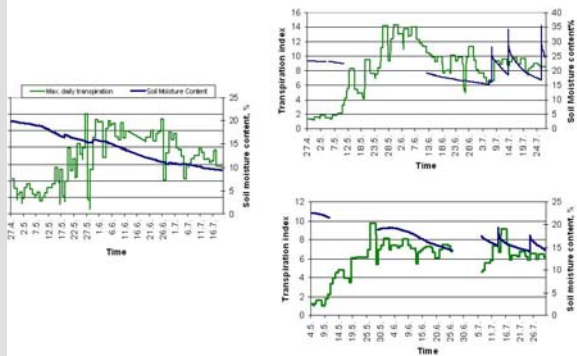 Max. daily transpiration
Soil Moisture Content
25
20
15
10
5
0
Soil moisture content, %
27.4. 2.5. 7.5. 12.5. 17.5. 22.5. 27.5. 1.6. 6.6. 11.6. 16.6. 21.6. 26.6. 1.7. 6.7. 11.7. 16.7.
Time
Transpiration index
16
14
12
10
8
6
4
2
0
40
35
30
25
20
15
10
5
0
Soil Moisture content%
27.4. 2.5. 7.5. 12.5. 18.5. 23.5. 28.5. 2.6. 7.6. 13.6. 18.6. 23.6. 28.6. 3.7. 9.7. 14.7. 19.7. 24.7.
Time
Transpiration index
12
10
8
6
4
2
0
25
20
15
10
5
0
Soil moisture content, %
4.5. 9.5. 14.5. 19.5. 25.5. 30.5. 4.6. 9.6. 15.6. 20.6. 25.6. 30.6. 5.7. 11.7. 16.7. 21.7. 26.7.
Time